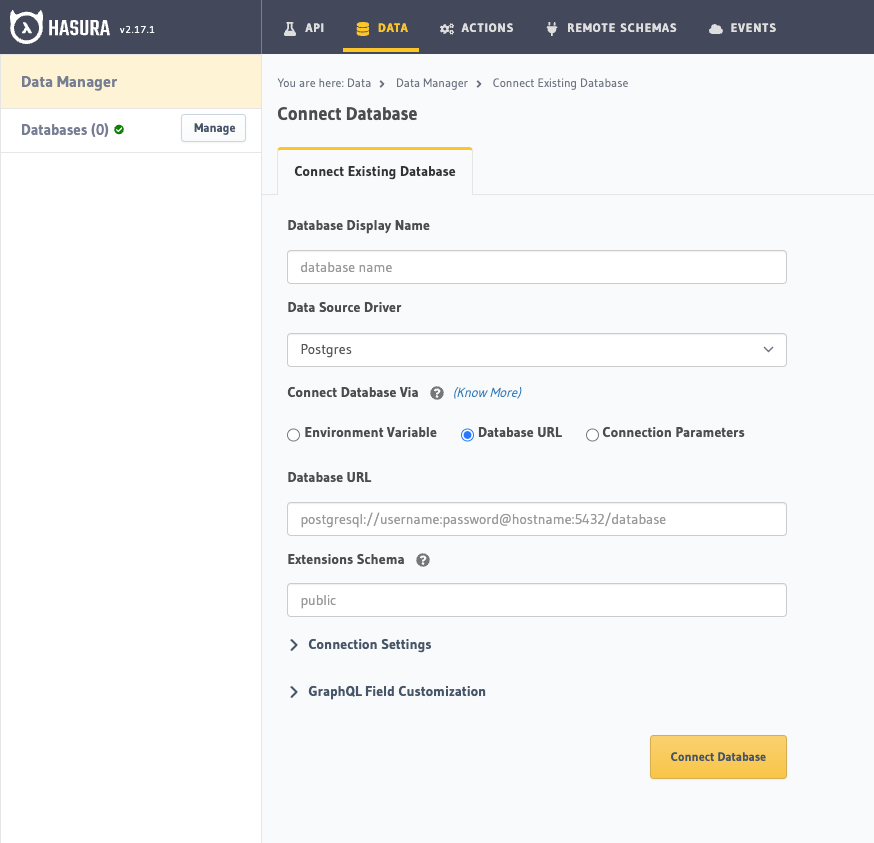 HASURA v2.17.1
API DATA ACTIONS REMOTE SCHEMAS EVENTS
Data Manager
Databases (0) Manage
You are here: Data > Data Manager > Connect Existing Database
Connect Database
Connect Existing Database
Database Display Name
database name
Data Source Driver
Postgres
Connect Database Via ? (Know More)
Environment Variable Database URL Connection Parameters
Database URL
postgresql://username:password@hostname:5432/database
Extensions Schema ?
public
Connection Settings
GraphQL Field Customization
Connect Database